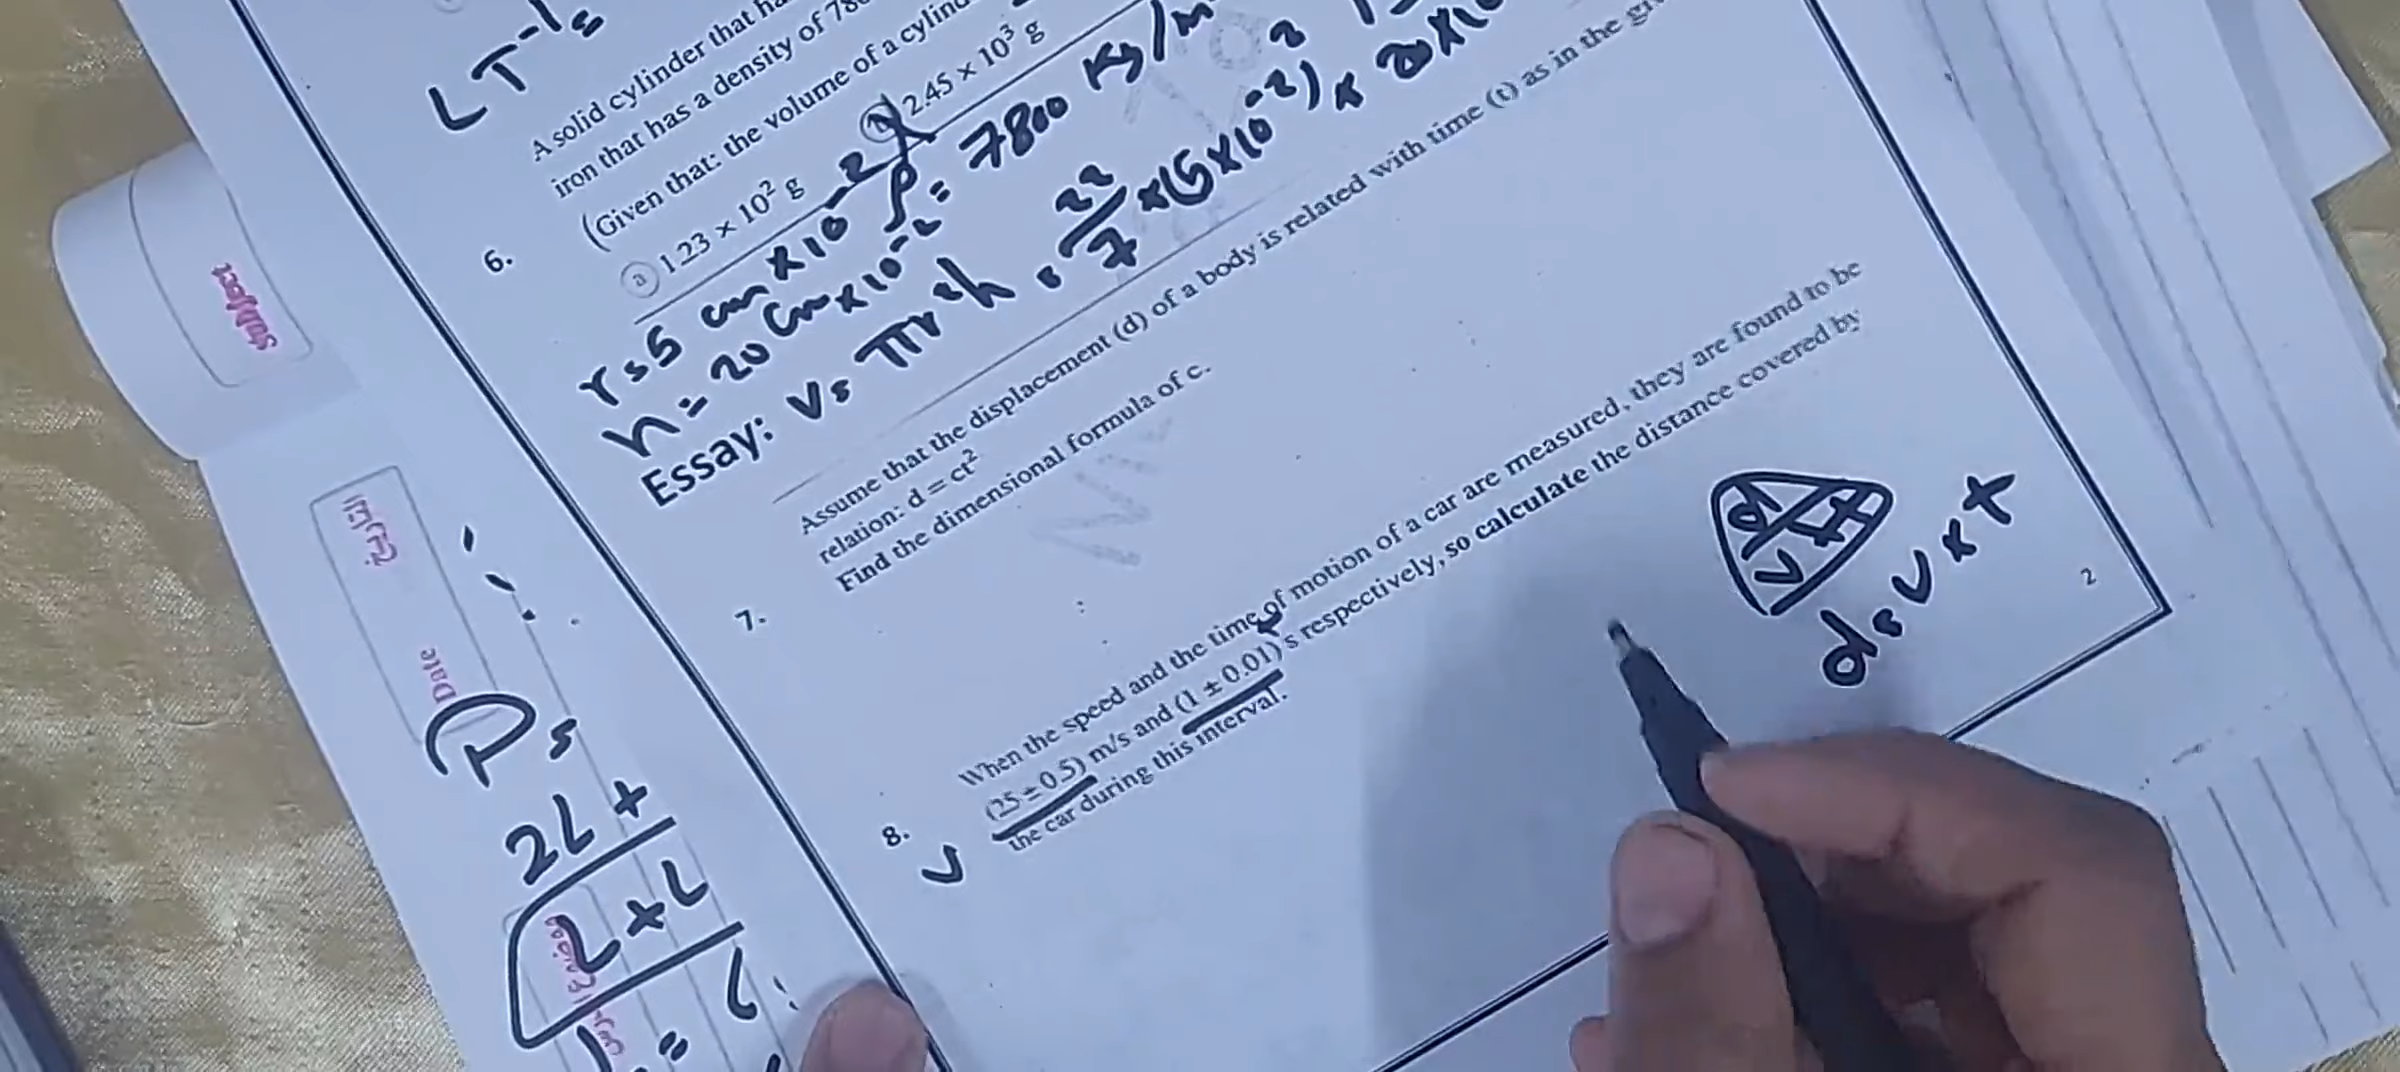 LT⁻¹
6.
A solid cylinder that
iron that has a density of
(Given that: the volume of a
ⓐ 1.23 × 10² g
2.45 × 10³ g
r = 5 cm × 10⁻²
h = 20 cm × 10⁻²
ρ = 7800 Kg/m
Essay:
V = πr²h = 22/7 × (5 × 10⁻²)² × 20 × 10
7.
Assume that the displacement (d) of a body is related with time (t) as in the
relation: d = ct²
Find the dimensional formula of c.
8.
When the speed and the time of motion of a car are measured, they are found to be
(25 ± 0.5) m/s and (1 ± 0.01) s respectively, so calculate the distance covered by
the car during this interval.
v
t
d
v
t
d = v × t
2
Subject
Date
2L +
2 × L